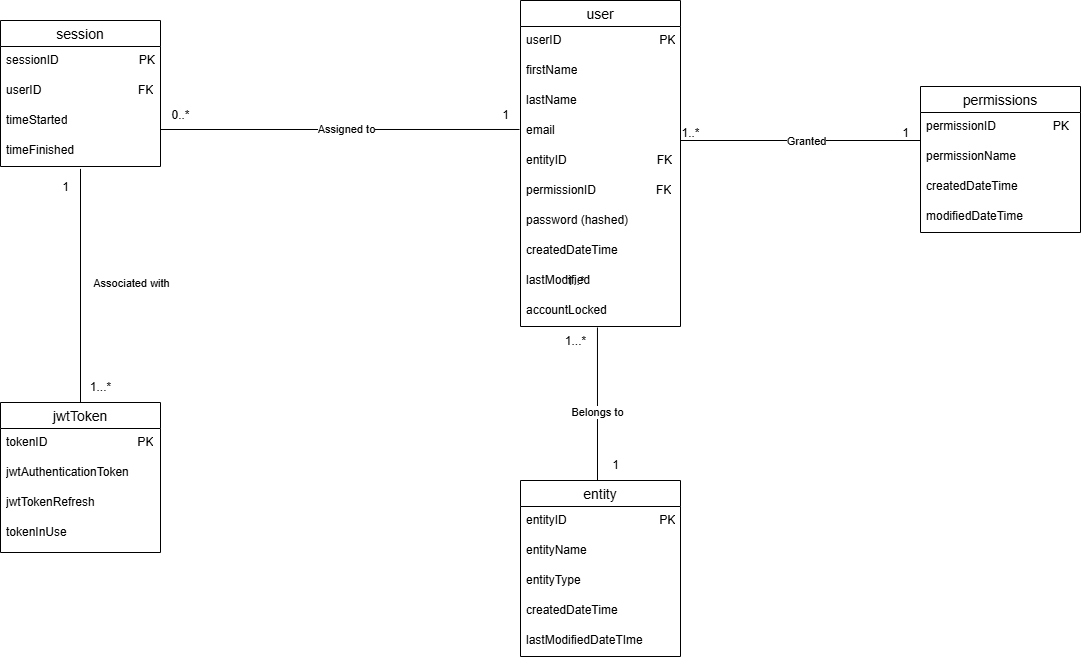 session
sessionID PK
userID FK
timeStarted
timeFinished
0..*
Assigned to
1
user
userID PK
firstName
lastName
email
entityID FK
permissionID FK
password (hashed)
createdDateTime
lastModified
accountLocked
1..*
Granted
1
permissions
permissionID PK
permissionName
createdDateTime
modifiedDateTime
1
Associated with
1...*
jwtToken
tokenID PK
jwtAuthenticationToken
jwtTokenRefresh
tokenInUse
1...*
Belongs to
1
entity
entityID PK
entityName
entityType
createdDateTime
lastModifiedDateTIme